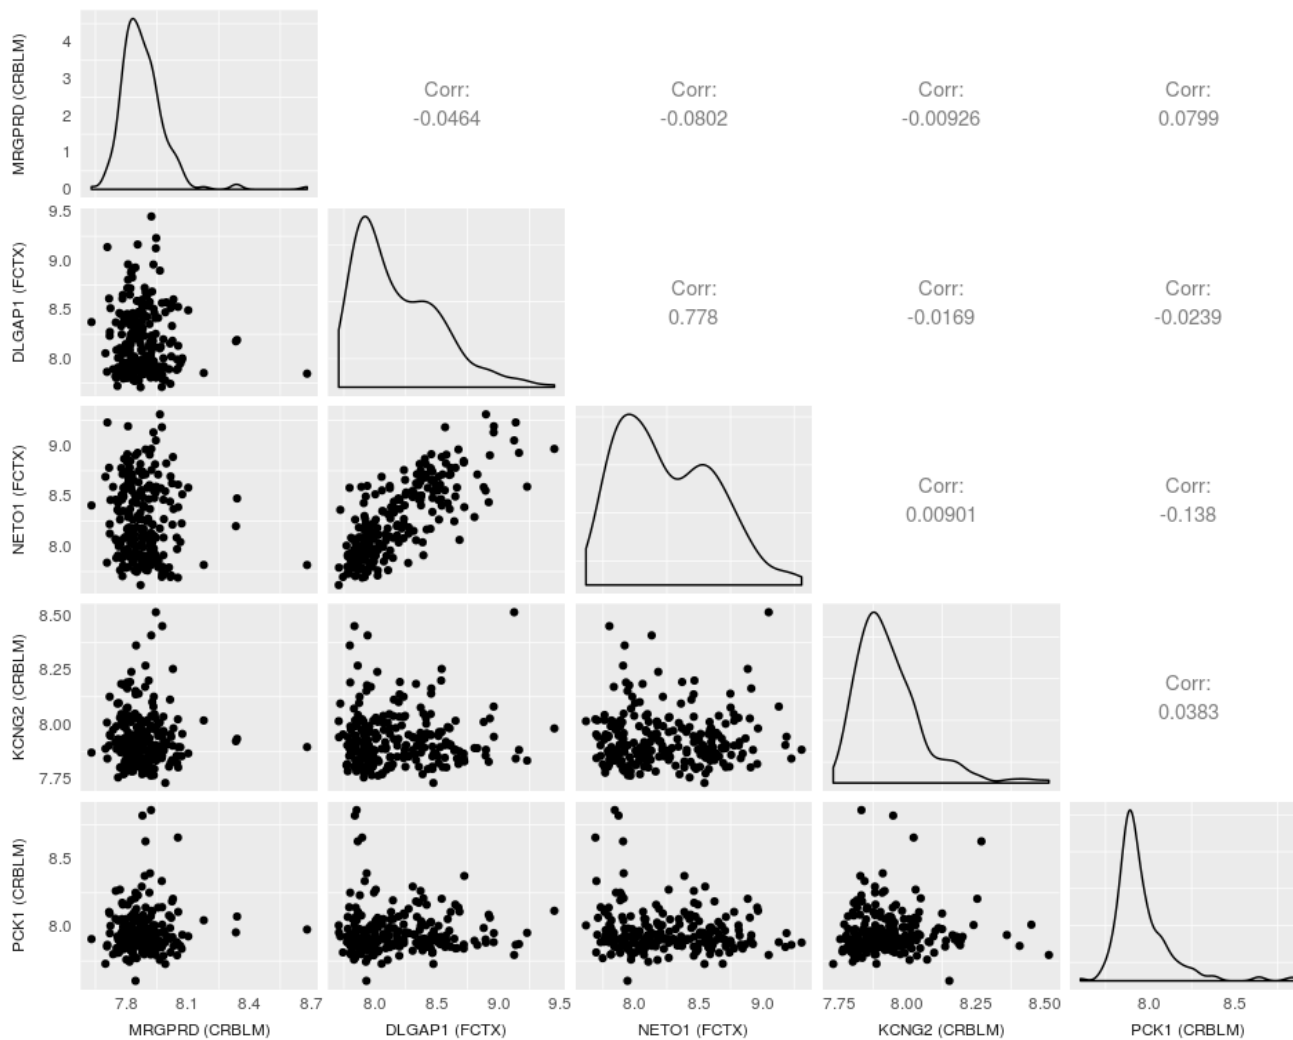 MRGPRD (CRBLM)
4
3
2
1
0
Corr:
-0.0464
Corr:
-0.0802
Corr:
-0.00926
Corr:
0.0799
DLGAP1 (FCTX)
9.5
9.0
8.5
8.0
Corr:
0.778
Corr:
-0.0169
Corr:
-0.0239
NETO1 (FCTX)
9.0
8.5
8.0
Corr:
0.00901
Corr:
-0.138
KCNG2 (CRBLM)
8.50
8.25
8.00
7.75
Corr:
0.0383
PCK1 (CRBLM)
8.5
8.0
7.8 8.1 8.4 8.7
8.0 8.5 9.0 9.5
8.0 8.5 9.0
7.75 8.00 8.25 8.50
8.0 8.5
MRGPRD (CRBLM)
DLGAP1 (FCTX)
NETO1 (FCTX)
KCNG2 (CRBLM)
PCK1 (CRBLM)